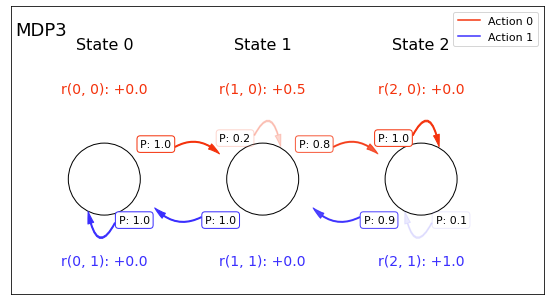 MDP3
Action 0
Action 1
State 0 State 1 State 2
r(0, 0): +0.0 r(1, 0): +0.5 r(2, 0): +0.0
P: 1.0 P: 0.2 P: 0.8 P: 1.0
P: 1.0 P: 1.0 P: 0.9 P: 0.1
r(0, 1): +0.0 r(1, 1): +0.0 r(2, 1): +1.0